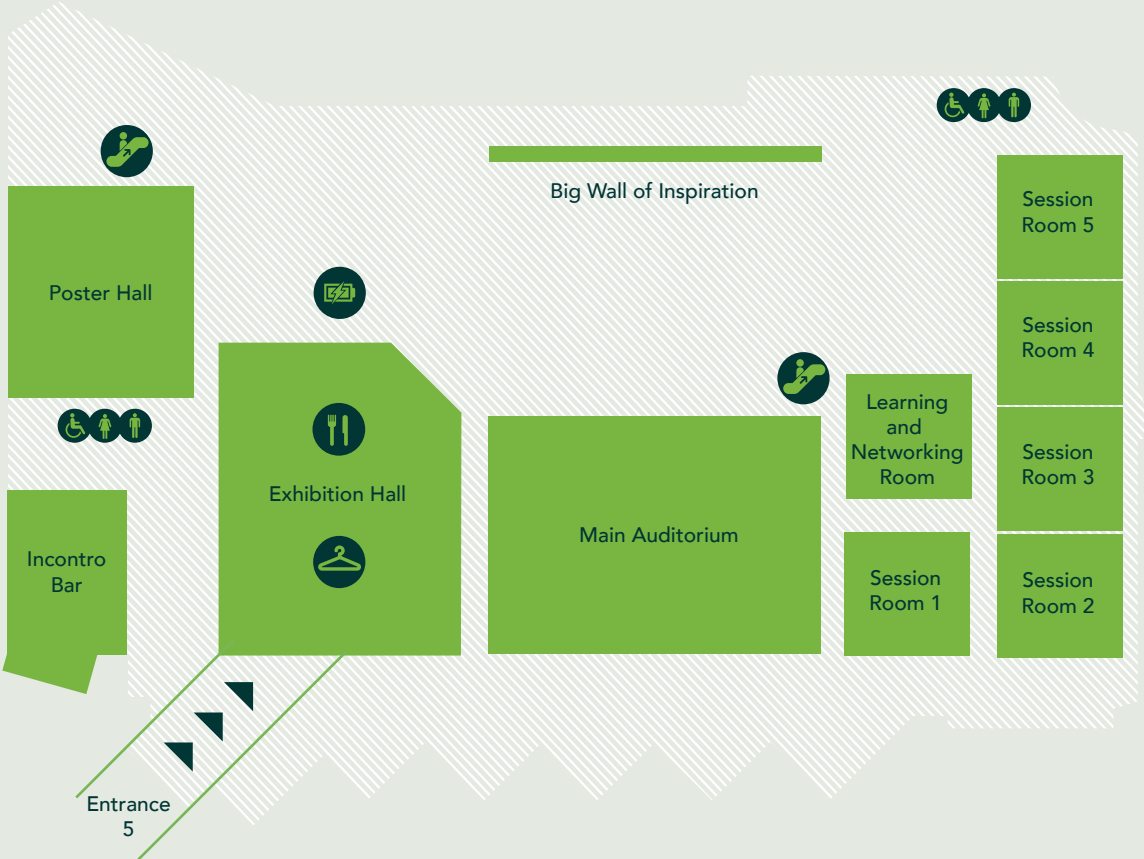 Big Wall of Inspiration
Session
Room 5
Poster Hall
Session
Room 4
Learning
and
Networking
Room
Session
Room 3
Exhibition Hall
Main Auditorium
Incontro
Bar
Session
Room 1
Session
Room 2
Entrance
5